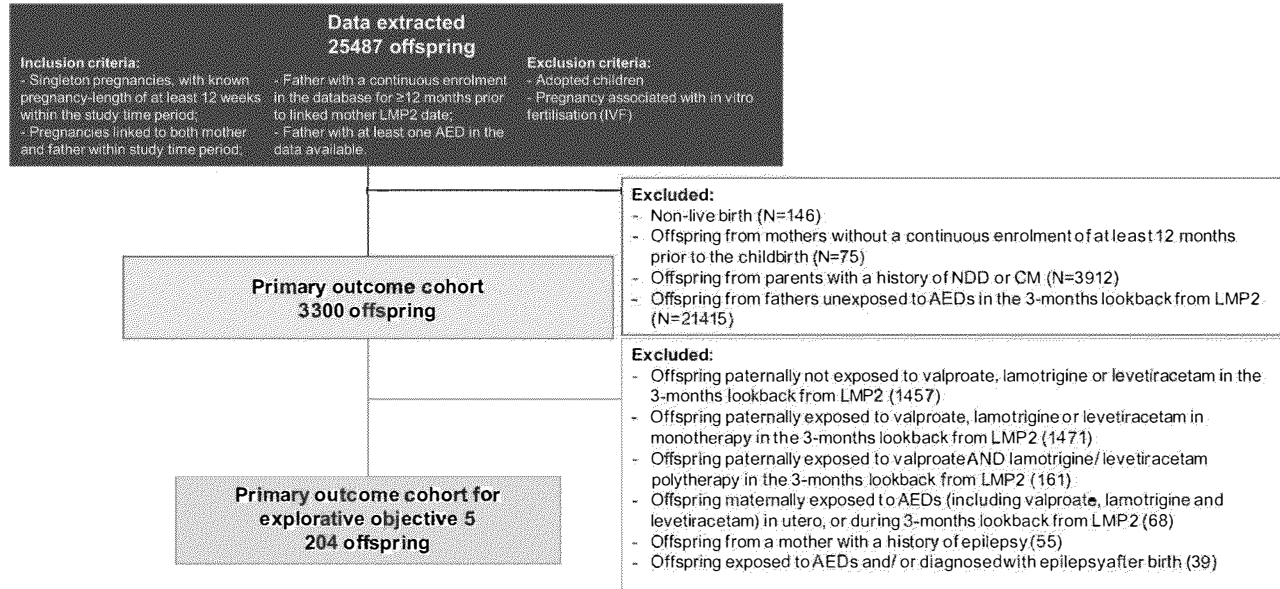 Data extracted
25487 offspring
Inclusion criteria:
- Singleton pregnancies, with known
pregnancy-length of at least 12 weeks
within the study time period;
- Pregnancies linked to both mother
and father within study time period;
- Father with a continuous enrolment
in the database for ≥12 months prior
to linked mother LMP2 date;
- Father with at least one AED in the
data available.
Exclusion criteria:
- Adopted children
- Pregnancy associated with in vitro
fertilisation (IVF)
Excluded:
- Non-live birth (N=146)
- Offspring from mothers without a continuous enrolment of at least 12 months
prior to the childbirth (N=75)
- Offspring from parents with a history of NDD or CM (N=3912)
- Offspring from fathers unexposed to AEDs in the 3-months lookback from LMP2
(N=21415)
Primary outcome cohort
3300 offspring
Excluded:
- Offspring paternally not exposed to valproate, lamotrigine or levetiracetam in the
3-months lookback from LMP2 (1457)
- Offspring paternally exposed to valproate, lamotrigine or levetiracetam in
monotherapy in the 3-months lookback from LMP2 (1471)
- Offspring paternally exposed to valproate AND lamotrigine/ levetiracetam
polytherapy in the 3-months lookback from LMP2 (161)
- Offspring maternally exposed to AEDs (including valproate, lamotrigine and
levetiracetam) in utero, or during 3-months lookback from LMP2 (68)
- Offspring from a mother with a history of epilepsy (55)
- Offspring exposed to AEDs and/ or diagnosed with epilepsy after birth (39)
Primary outcome cohort for
explorative objective 5
204 offspring